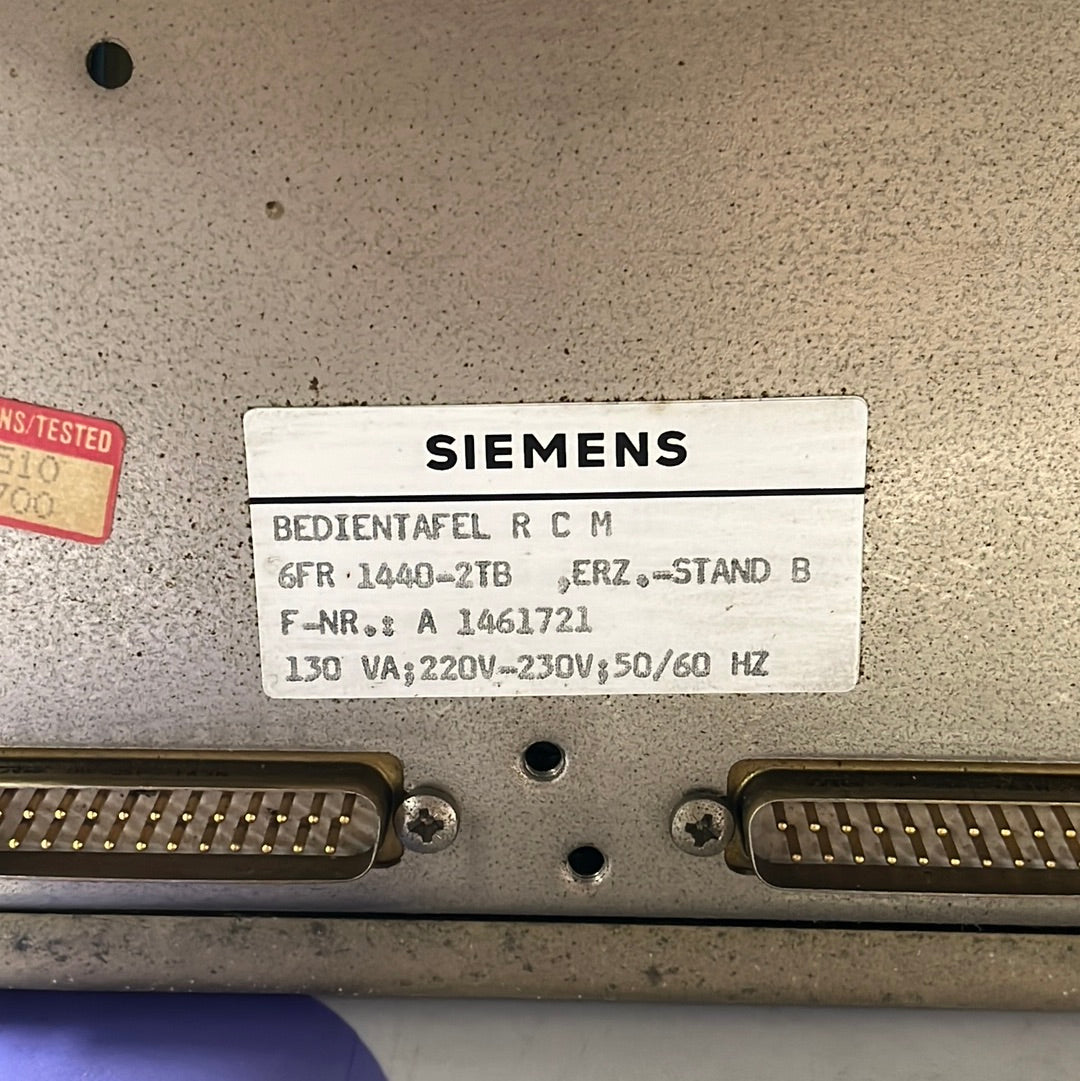 NS/TESTED
510
700
SIEMENS
BEDIENTAFEL R C M
6FR 1440-2TB ,ERZ.-STAND B
F-NR.: A 1461721
130 VA;220V-230V;50/60 HZ